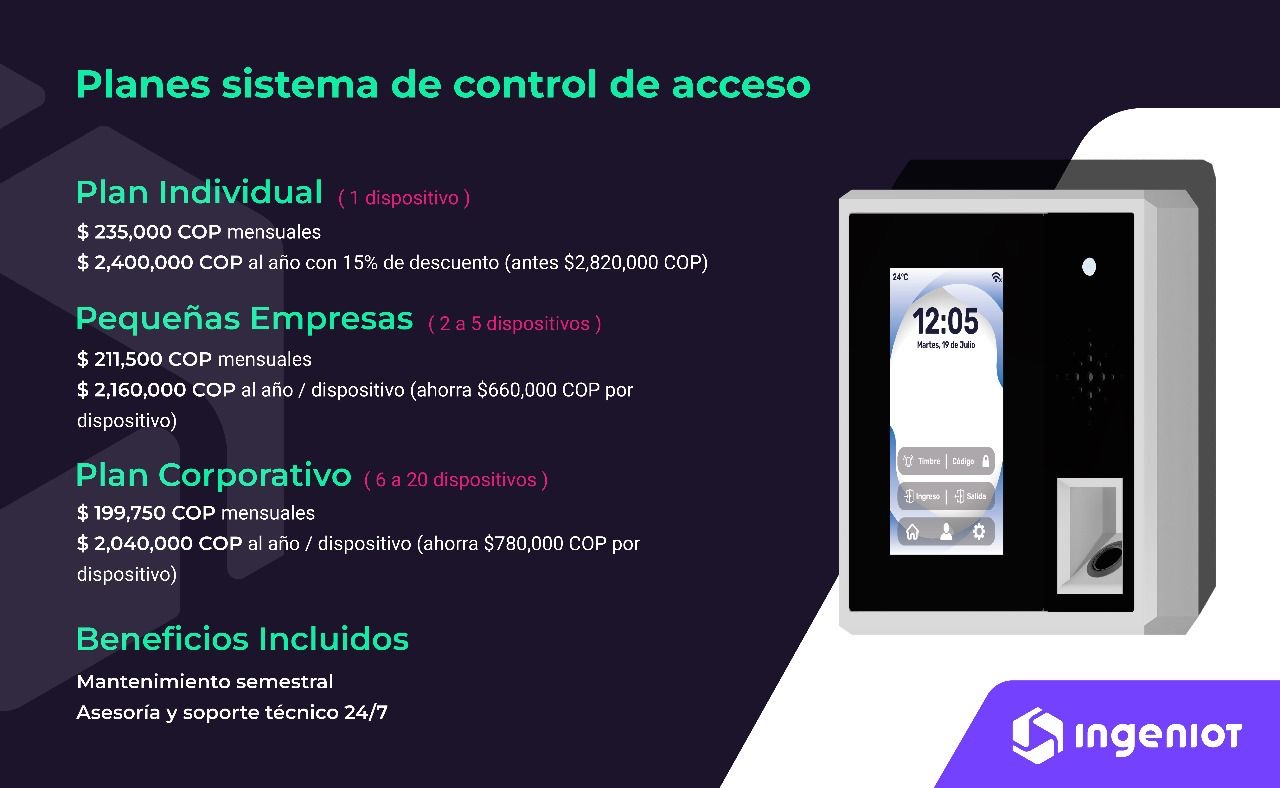 Planes sistema de control de acceso
Plan Individual ( 1 dispositivo )
$ 235,000 COP mensuales
$ 2,400,000 COP al año con 15% de descuento (antes $2,820,000 COP)
Pequeñas Empresas ( 2 a 5 dispositivos )
$ 211,500 COP mensuales
$ 2,160,000 COP al año / dispositivo (ahorra $660,000 COP por
dispositivo)
Plan Corporativo ( 6 a 20 dispositivos )
$ 199,750 COP mensuales
$ 2,040,000 COP al año / dispositivo (ahorra $780,000 COP por
dispositivo)
Beneficios Incluidos
Mantenimiento semestral
Asesoría y soporte técnico 24/7
24°C
12:05
Martes, 19 de Julio
Timbre | Código
Ingreso | Salida
IngenIoT